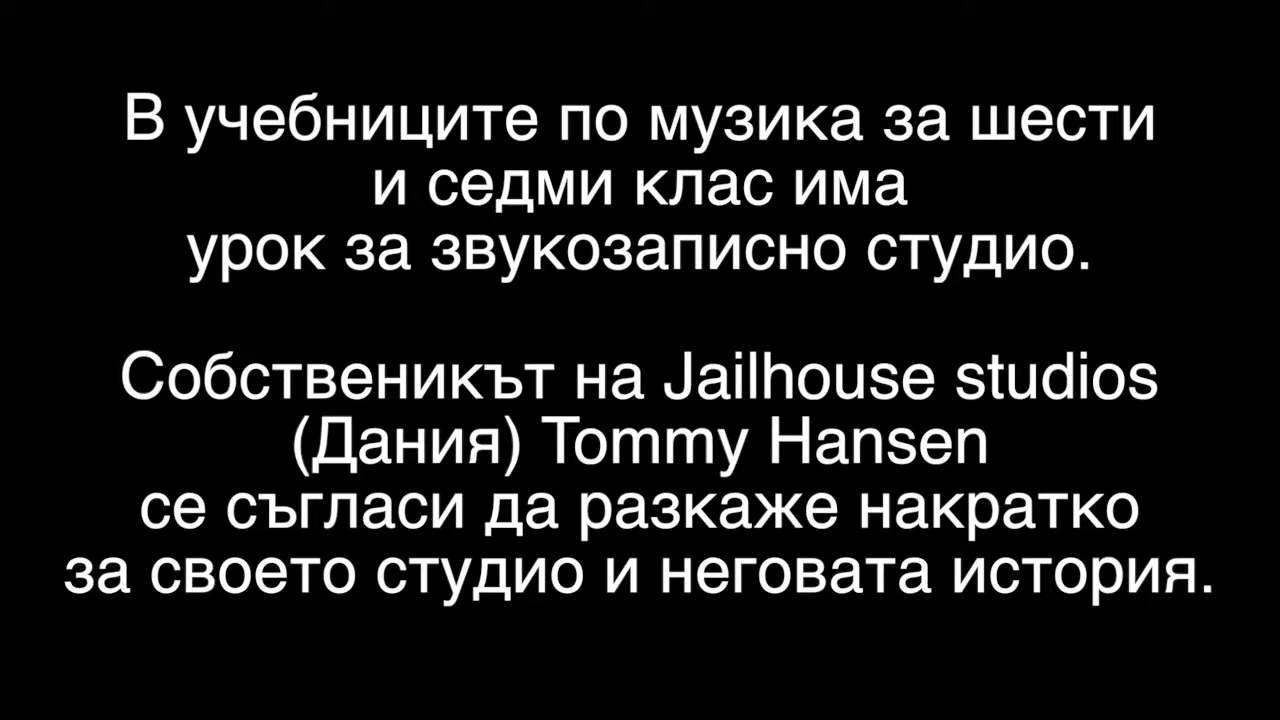 В учебниците по музика за шести
и седми клас има
урок за звукозаписно студио.
Собственикът на Jailhouse studios
(Дания) Tommy Hansen
се съгласи да разкаже накратко
за своето студио и неговата история.